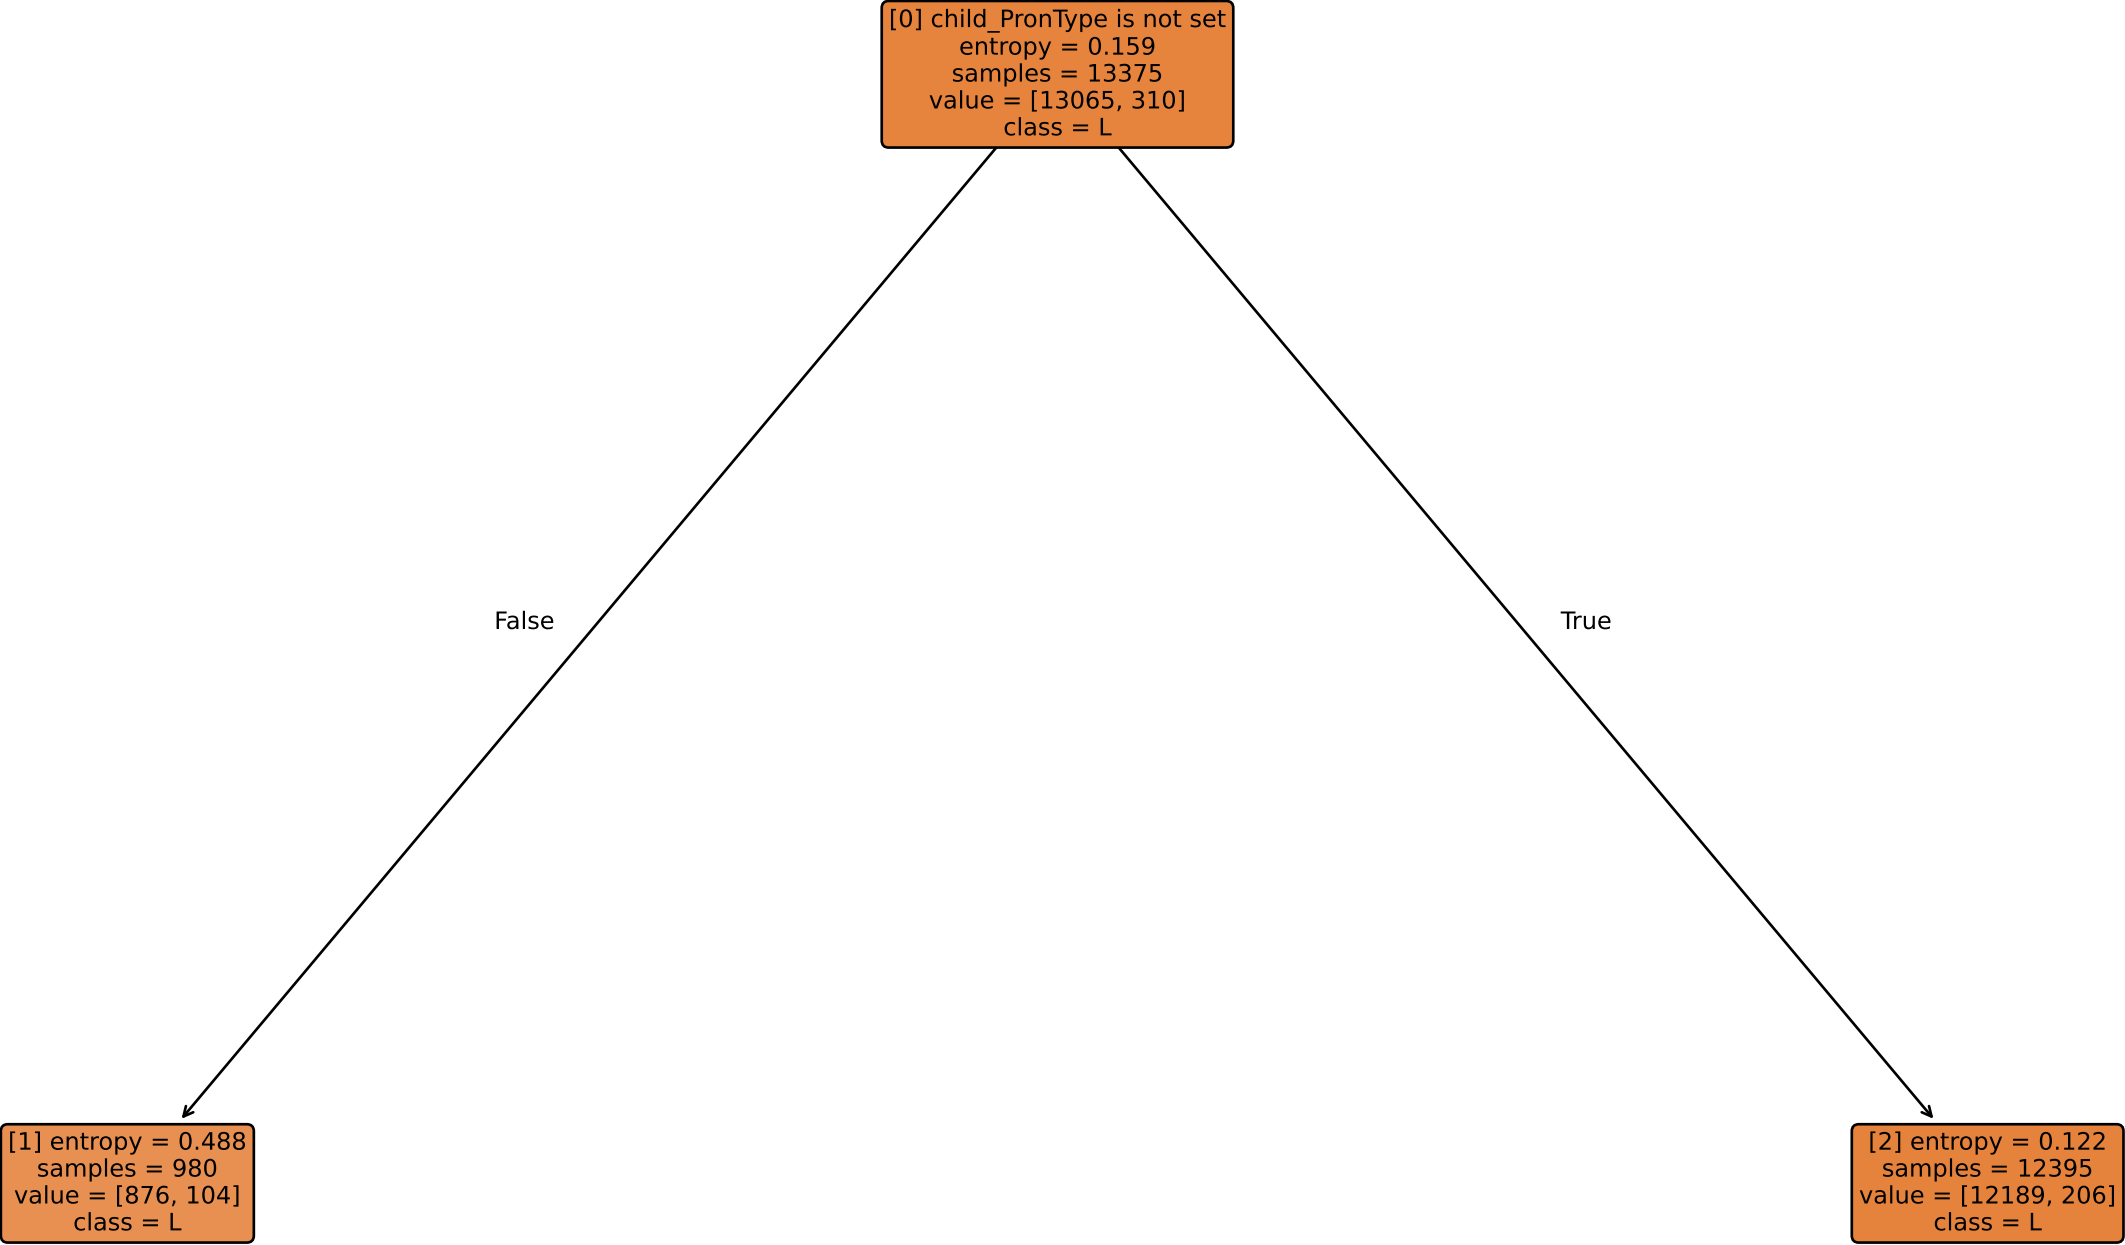 [0] child_PronType is not set
entropy = 0.159
samples = 13375
value = [13065, 310]
class = L
False
True
[1] entropy = 0.488
samples = 980
value = [876, 104]
class = L
[2] entropy = 0.122
samples = 12395
value = [12189, 206]
class = L